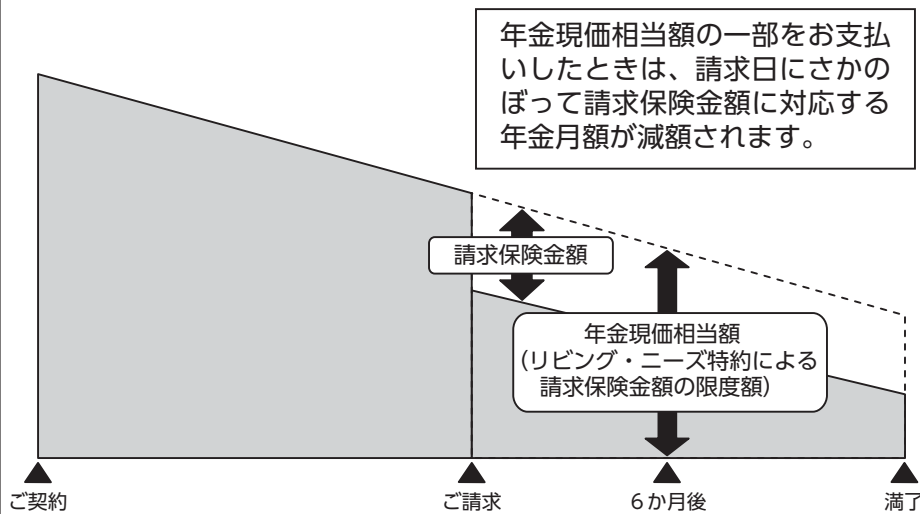 年金現価相当額の一部をお支払
いしたときは、請求日にさかの
ぼって請求保険金額に対応する
年金月額が減額されます。
請求保険金額
年金現価相当額
(リビング・ニーズ特約による
請求保険金額の限度額)
ご契約
ご請求
6か月後
満了